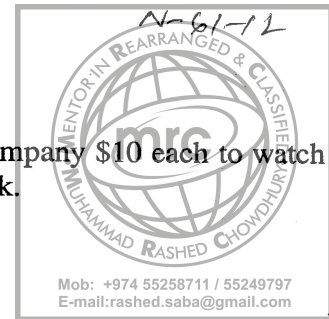 N-61-12
MENTOR'IN REARRANGED & CLASSIFIED
mrc
mpany $10 each to watch
k.
MUHAMMAD RASHED CHOWDHURY
Mob: +974 55258711 / 55249797
E-mail:rashed.saba@gmail.com